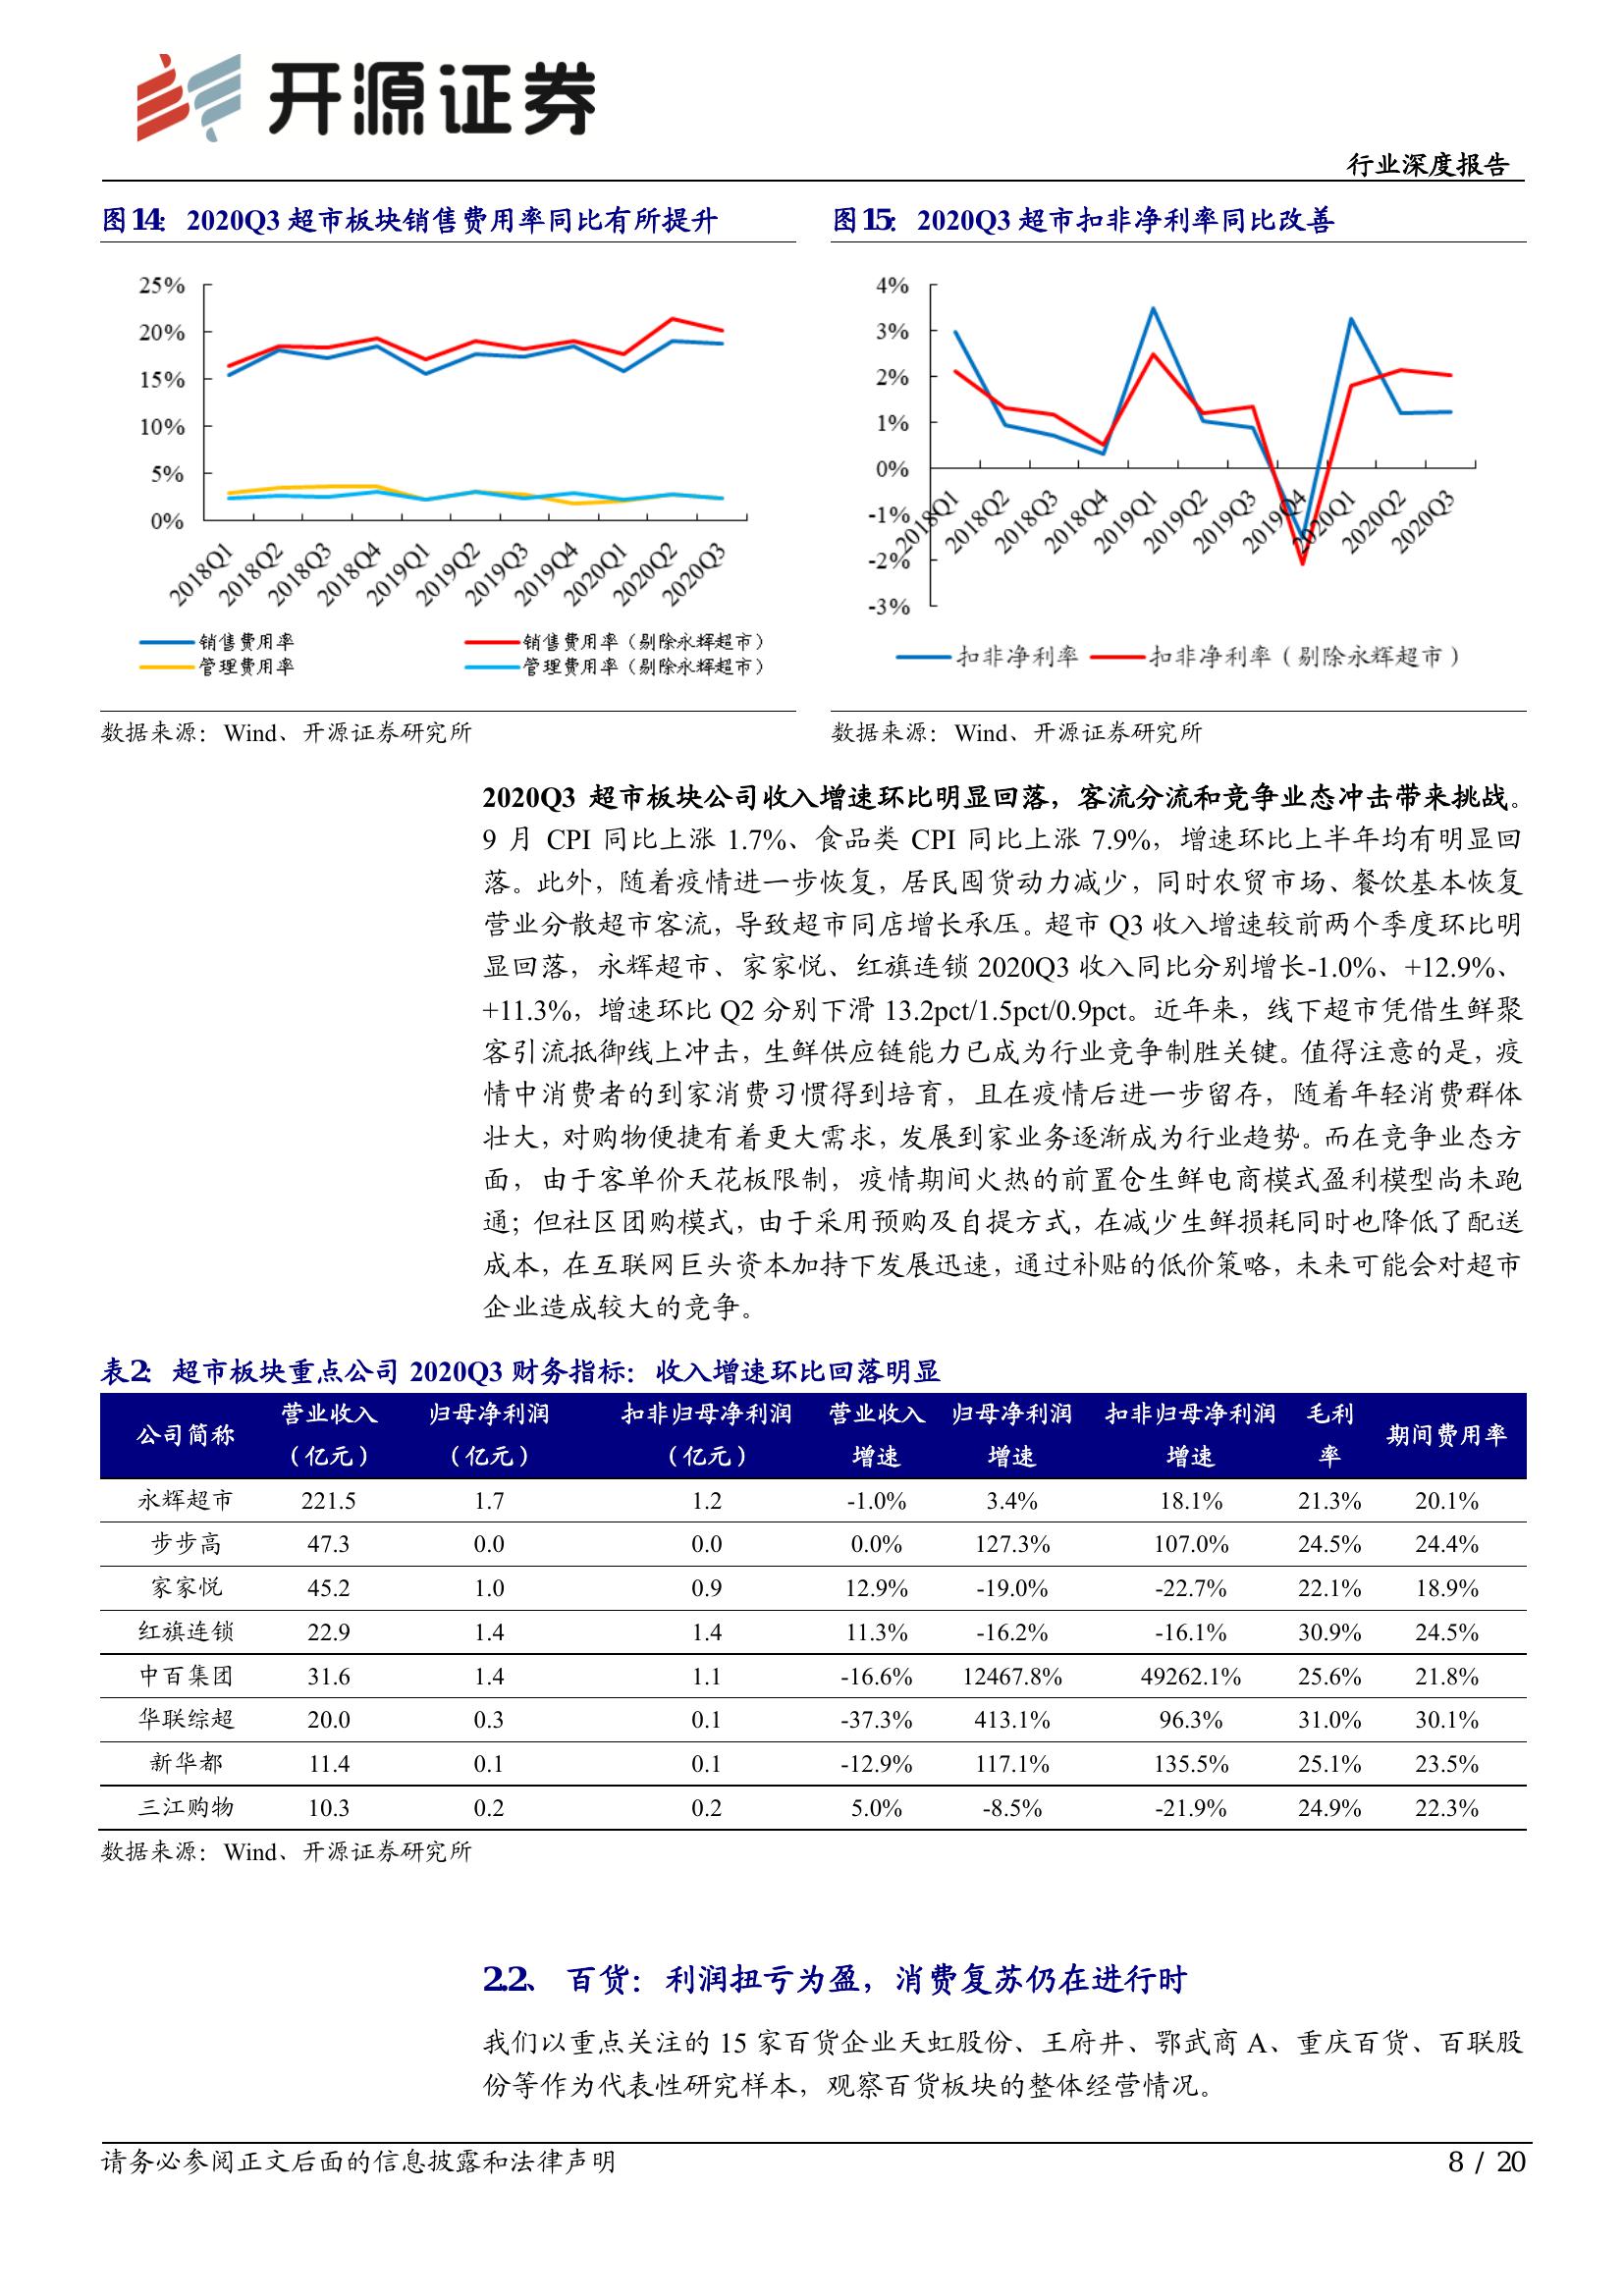 开源证券
行业深度报告
图14： 2020Q3超市板块销售费用率同比有所提升
25%
20%
15%
10%
5%
0%
2018Q1 2018Q2 2018Q3 2018Q4 2019Q1 2019Q2 2019Q3 2019Q4 2020Q1 2020Q2 2020Q3
销售费用率 销售费用率（剔除永辉超市）
管理费用率 管理费用率（剔除永辉超市）
数据来源：Wind、开源证券研究所
图15： 2020Q3超市扣非净利率同比改善
4%
3%
2%
1%
0%
-1%
-2%
-3%
2018Q1 2018Q2 2018Q3 2018Q4 2019Q1 2019Q2 2019Q3 2019Q4 2020Q1 2020Q2 2020Q3
扣非净利率 扣非净利率（剔除永辉超市）
数据来源：Wind、开源证券研究所
2020Q3 超市板块公司收入增速环比明显回落，客流分流和竞争业态冲击带来挑战。
9 月 CPI 同比上涨 1.7%、食品类 CPI 同比上涨 7.9%，增速环比上半年均有明显回
落。此外，随着疫情进一步恢复，居民囤货动力减少，同时农贸市场、餐饮基本恢复
营业分散超市客流，导致超市同店增长承压。超市 Q3 收入增速较前两个季度环比明
显回落，永辉超市、家家悦、红旗连锁 2020Q3 收入同比分别增长-1.0%、+12.9%、
+11.3%，增速环比 Q2 分别下滑 13.2pct/1.5pct/0.9pct。近年来，线下超市凭借生鲜聚
客引流抵御线上冲击，生鲜供应链能力已成为行业竞争制胜关键。值得注意的是，疫
情中消费者的到家消费习惯得到培育，且在疫情后进一步留存，随着年轻消费群体
壮大，对购物便捷有着更大需求，发展到家业务逐渐成为行业趋势。而在竞争业态方
面，由于客单价天花板限制，疫情期间火热的前置仓生鲜电商模式盈利模型尚未跑
通；但社区团购模式，由于采用预购及自提方式，在减少生鲜损耗同时也降低了配送
成本，在互联网巨头资本加持下发展迅速，通过补贴的低价策略，未来可能会对超市
企业造成较大的竞争。
表2： 超市板块重点公司 2020Q3 财务指标：收入增速环比回落明显
公司简称 营业收入（亿元） 归母净利润（亿元） 扣非归母净利润（亿元） 营业收入增速 归母净利润增速 扣非归母净利润增速 毛利率 期间费用率
永辉超市 221.5 1.7 1.2 -1.0% 3.4% 18.1% 21.3% 20.1%
步步高 47.3 0.0 0.0 0.0% 127.3% 107.0% 24.5% 24.4%
家家悦 45.2 1.0 0.9 12.9% -19.0% -22.7% 22.1% 18.9%
红旗连锁 22.9 1.4 1.4 11.3% -16.2% -16.1% 30.9% 24.5%
中百集团 31.6 1.4 1.1 -16.6% 12467.8% 49262.1% 25.6% 21.8%
华联综超 20.0 0.3 0.1 -37.3% 413.1% 96.3% 31.0% 30.1%
新华都 11.4 0.1 0.1 -12.9% 117.1% 135.5% 25.1% 23.5%
三江购物 10.3 0.2 0.2 5.0% -8.5% -21.9% 24.9% 22.3%
数据来源：Wind、开源证券研究所
2.2、 百货：利润扭亏为盈，消费复苏仍在进行时
我们以重点关注的 15 家百货企业天虹股份、王府井、鄂武商 A、重庆百货、百联股
份等作为代表性研究样本，观察百货板块的整体经营情况。
请务必参阅正文后面的信息披露和法律声明
8 / 20